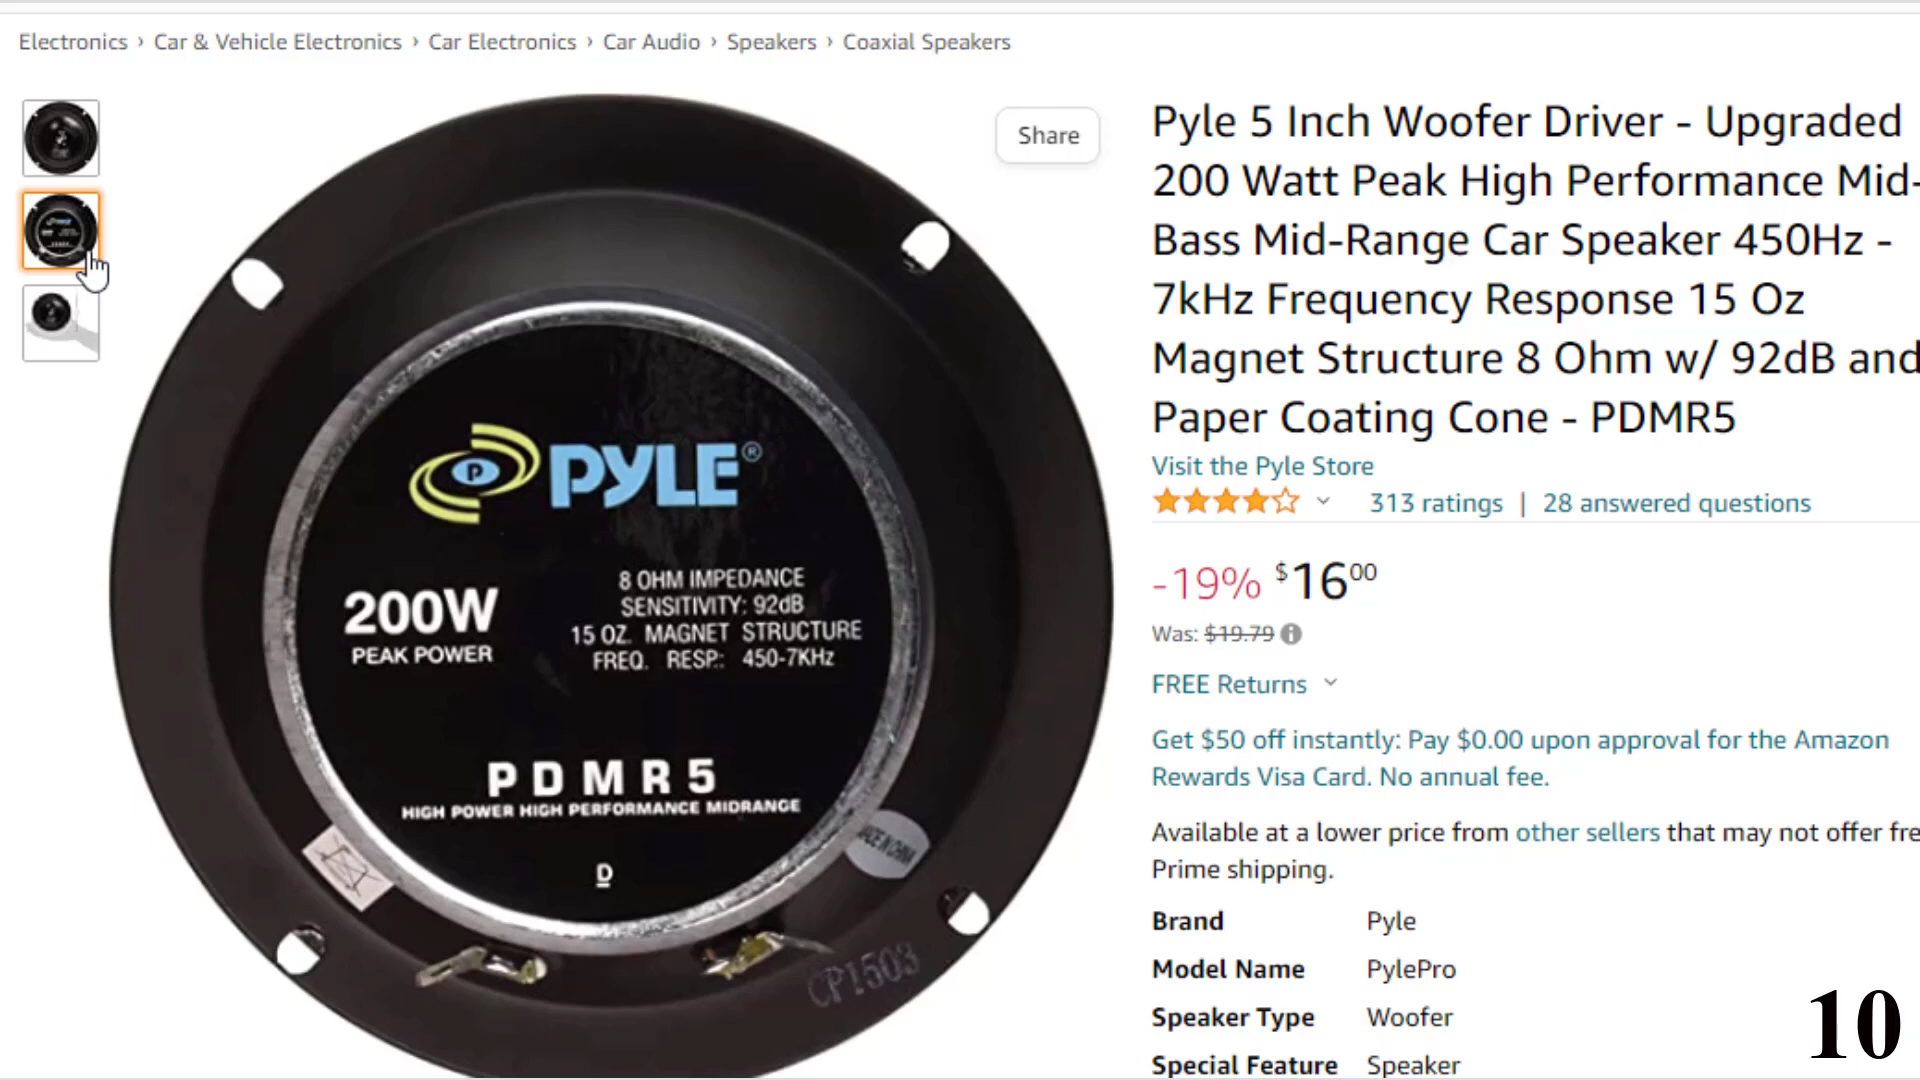 Electronics › Car & Vehicle Electronics › Car Electronics › Car Audio › Speakers › Coaxial Speakers
Share
P PYLE®
200W
PEAK POWER
8 OHM IMPEDANCE
SENSITIVITY: 92dB
15 OZ. MAGNET STRUCTURE
FREQ. RESP.: 450-7KHz
PDMR5
HIGH POWER HIGH PERFORMANCE MIDRANGE
D
MADE IN CHINA
CP1503
Pyle 5 Inch Woofer Driver - Upgraded
200 Watt Peak High Performance Mid-
Bass Mid-Range Car Speaker 450Hz -
7kHz Frequency Response 15 Oz
Magnet Structure 8 Ohm w/ 92dB and
Paper Coating Cone - PDMR5
Visit the Pyle Store
313 ratings | 28 answered questions
-19% $1600
Was: $19.79
FREE Returns
Get $50 off instantly: Pay $0.00 upon approval for the Amazon
Rewards Visa Card. No annual fee.
Available at a lower price from other sellers that may not offer fre
Prime shipping.
Brand Pyle
Model Name PylePro
Speaker Type Woofer
Special Feature Speaker
10